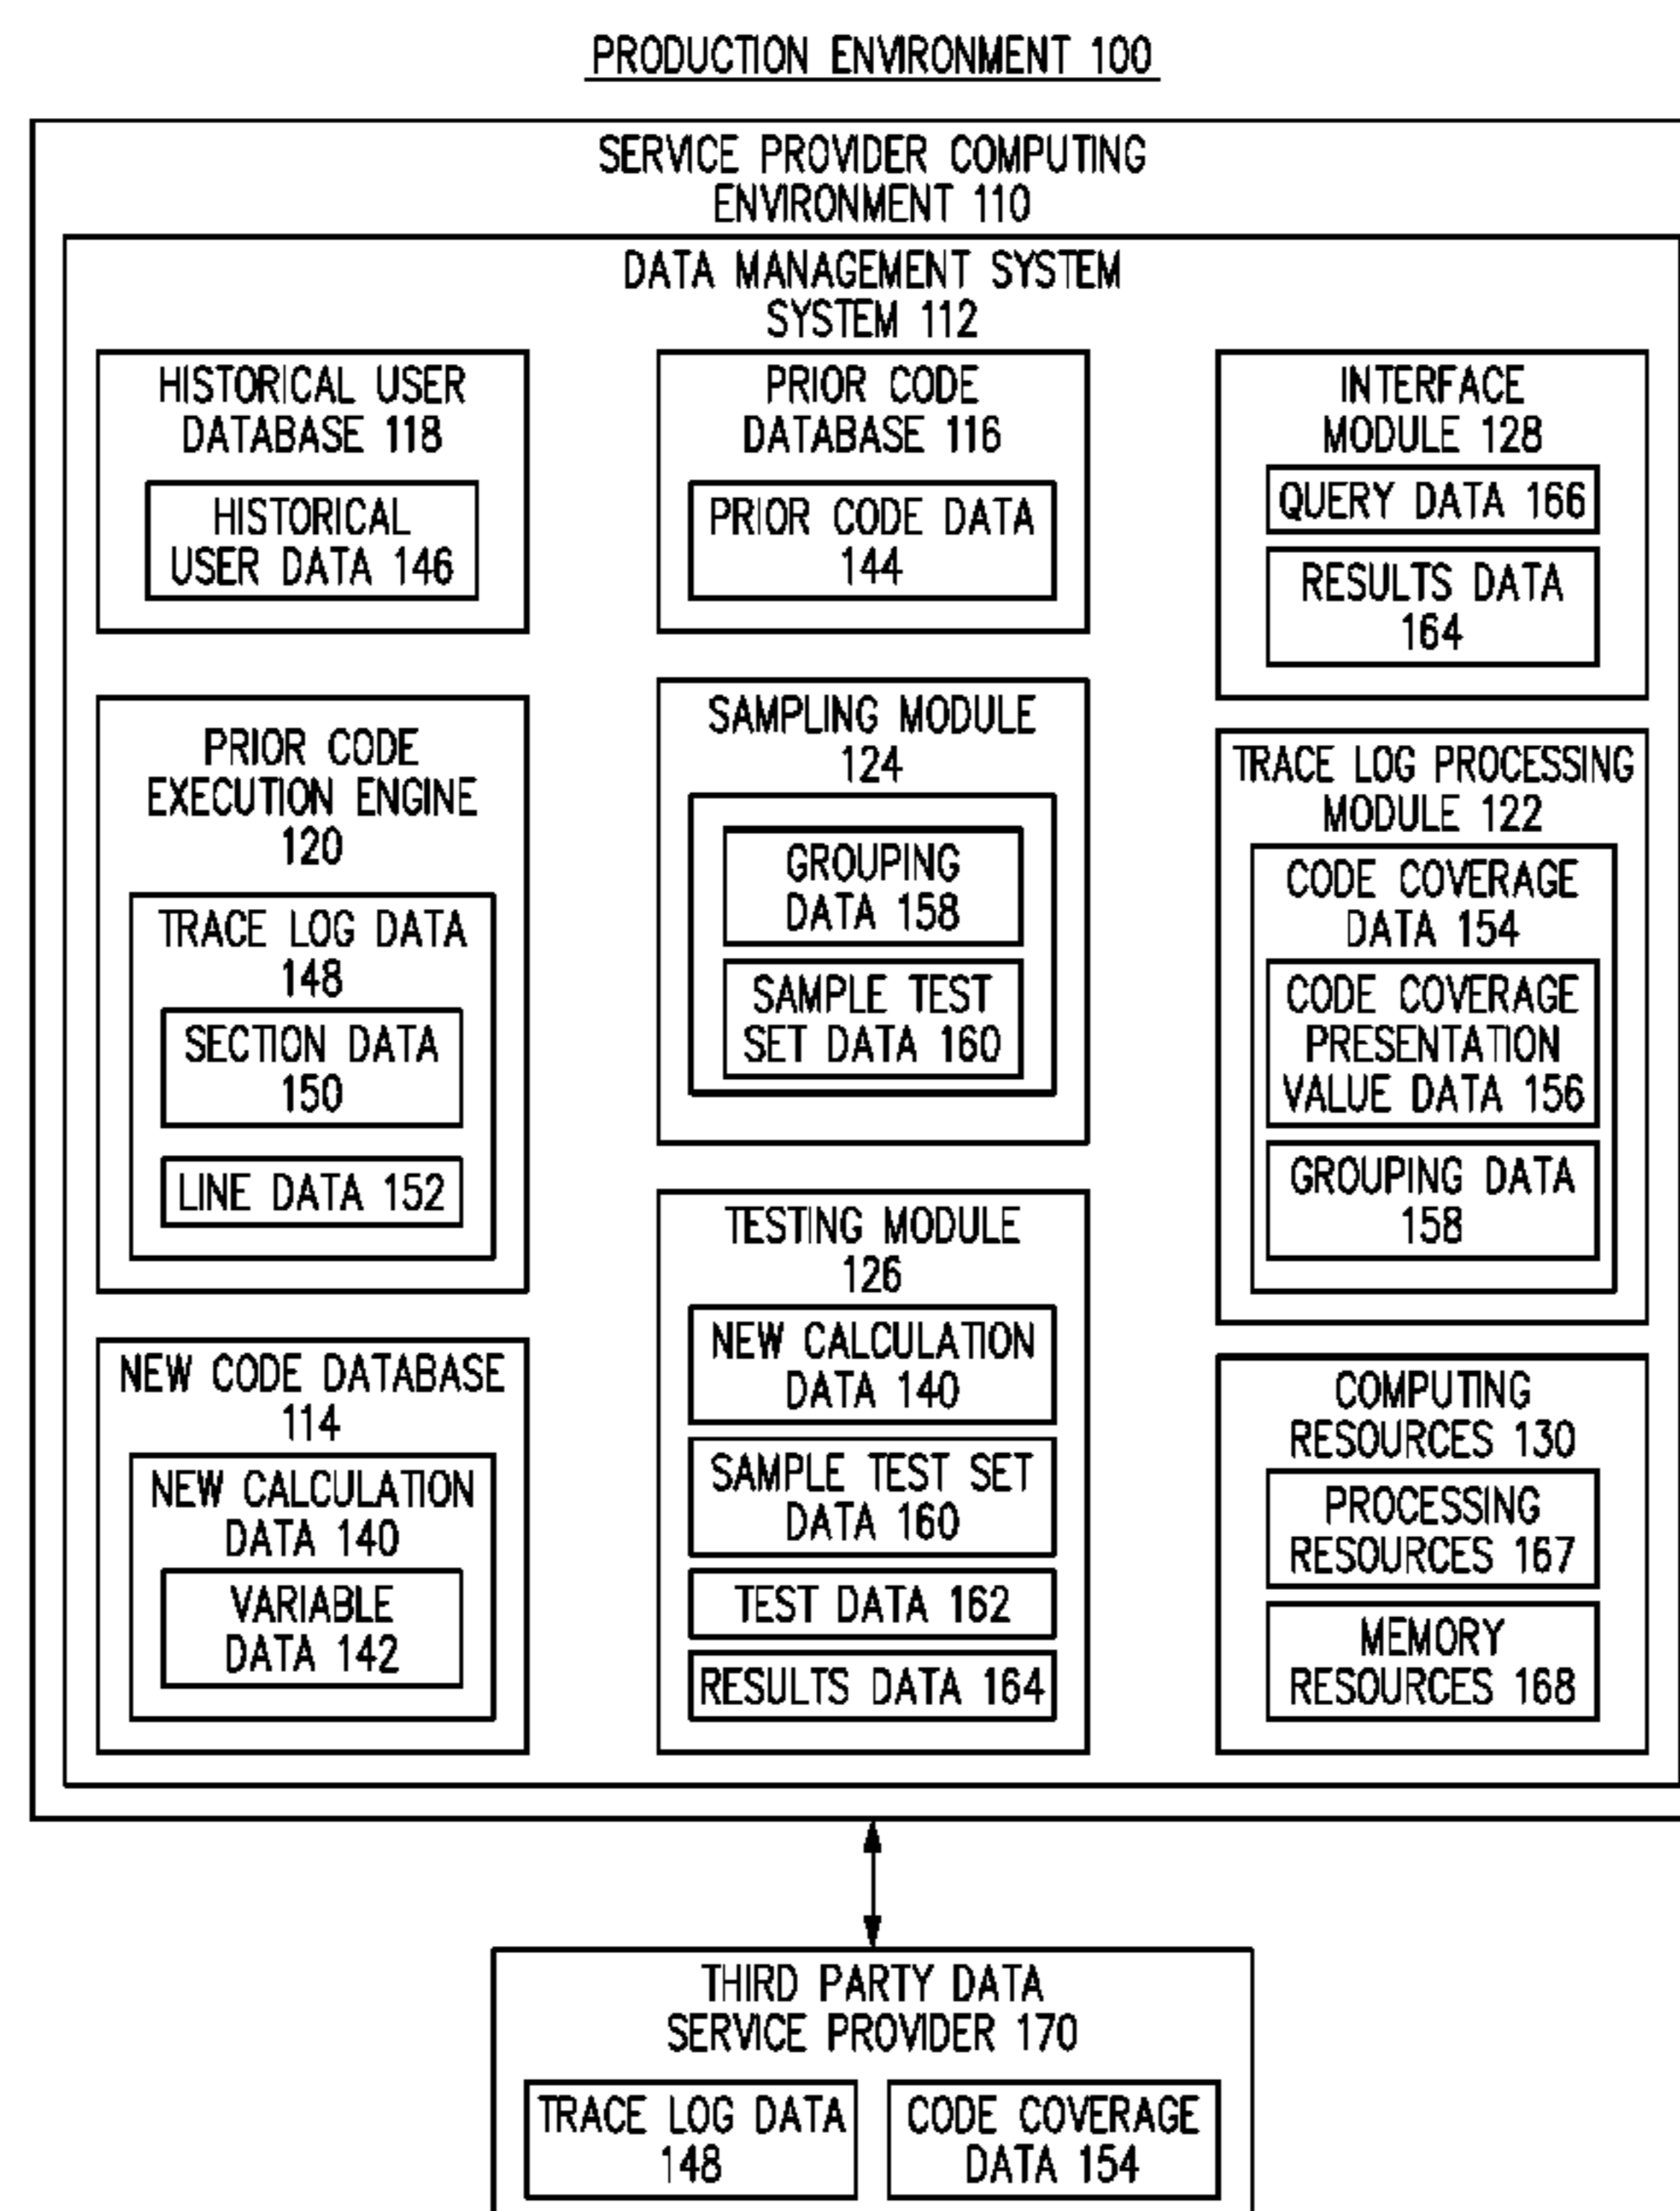 PRODUCTION ENVIRONMENT 100
SERVICE PROVIDER COMPUTING
ENVIRONMENT 110
DATA MANAGEMENT SYSTEM
SYSTEM 112
HISTORICAL USER
DATABASE 118
HISTORICAL
USER DATA 146
PRIOR CODE
EXECUTION ENGINE
120
TRACE LOG DATA
148
SECTION DATA
150
LINE DATA 152
NEW CODE DATABASE
114
NEW CALCULATION
DATA 140
VARIABLE
DATA 142
PRIOR CODE
DATABASE 116
PRIOR CODE DATA
144
SAMPLING MODULE
124
GROUPING
DATA 158
SAMPLE TEST
SET DATA 160
TESTING MODULE
126
NEW CALCULATION
DATA 140
SAMPLE TEST SET
DATA 160
TEST DATA 162
RESULTS DATA 164
INTERFACE
MODULE 128
QUERY DATA 166
RESULTS DATA
164
TRACE LOG PROCESSING
MODULE 122
CODE COVERAGE
DATA 154
CODE COVERAGE
PRESENTATION
VALUE DATA 156
GROUPING DATA
158
COMPUTING
RESOURCES 130
PROCESSING
RESOURCES 167
MEMORY
RESOURCES 168
THIRD PARTY DATA
SERVICE PROVIDER 170
TRACE LOG DATA
148
CODE COVERAGE
DATA 154